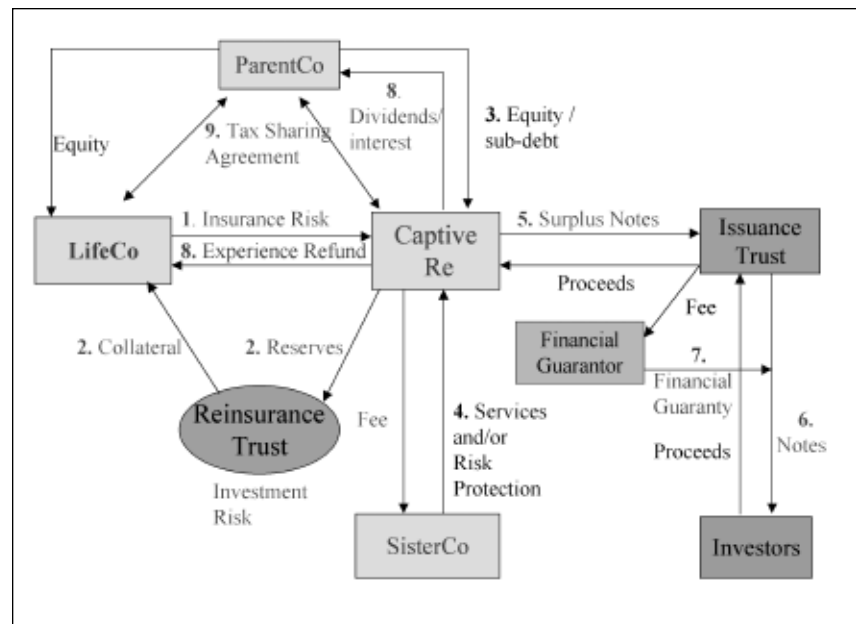 ParentCo
8.
Dividends/
interest
3. Equity /
sub-debt
9. Tax Sharing
Agreement
Equity
1. Insurance Risk
LifeCo
8. Experience Refund
Captive
Re
5. Surplus Notes
Issuance
Trust
Proceeds
Fee
2. Collateral
2. Reserves
Financial
Guarantor
7.
Financial
Guaranty
Reinsurance
Trust
Fee
4. Services
and/or
Risk
Protection
Proceeds
6.
Notes
Investment
Risk
SisterCo
Investors